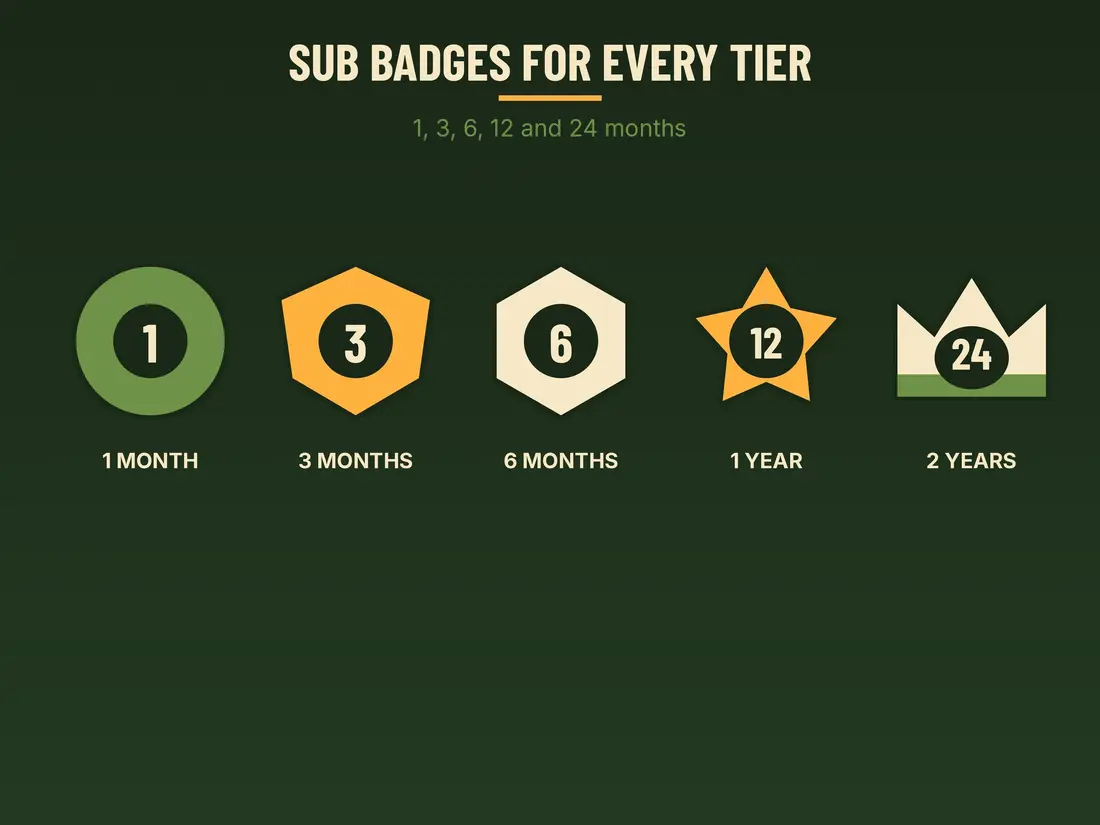 SUB BADGES FOR EVERY TIER
1, 3, 6, 12 and 24 months
1
3
6
12
24
1 MONTH
3 MONTHS
6 MONTHS
1 YEAR
2 YEARS